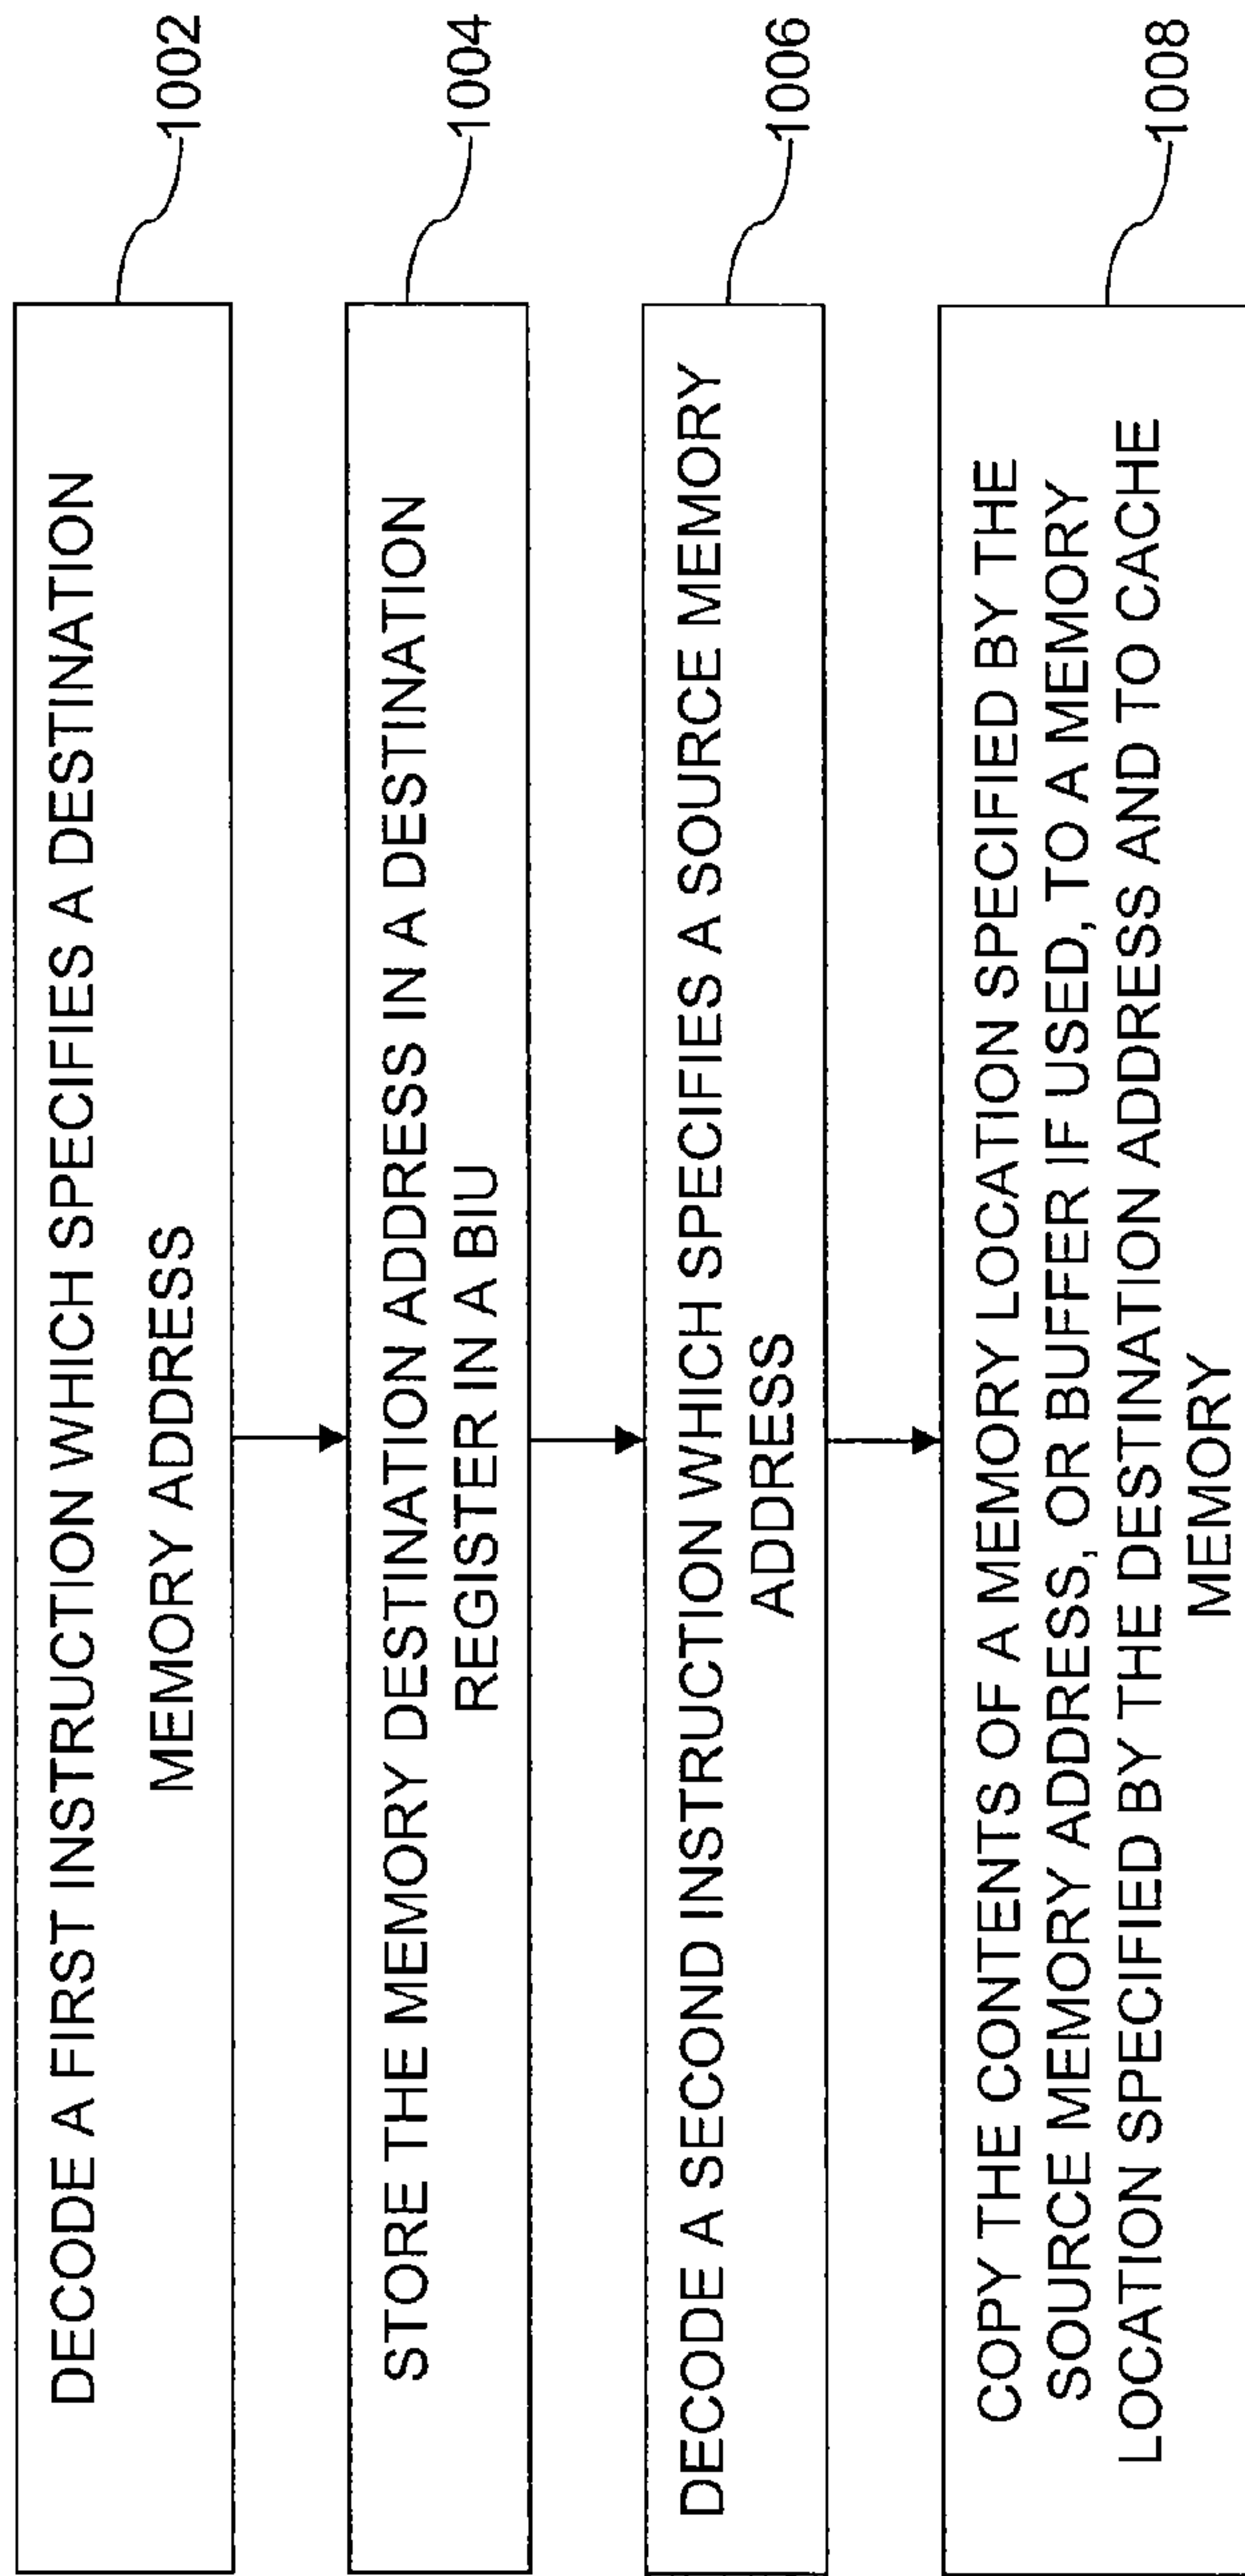 DECODE A FIRST INSTRUCTION WHICH SPECIFIES A DESTINATION
MEMORY ADDRESS
1002
STORE THE MEMORY DESTINATION ADDRESS IN A DESTINATION
REGISTER IN A BIU
1004
DECODE A SECOND INSTRUCTION WHICH SPECIFIES A SOURCE MEMORY
ADDRESS
1006
COPY THE CONTENTS OF A MEMORY LOCATION SPECIFIED BY THE
SOURCE MEMORY ADDRESS, OR BUFFER IF USED, TO A MEMORY
LOCATION SPECIFIED BY THE DESTINATION ADDRESS AND TO CACHE
MEMORY
1008